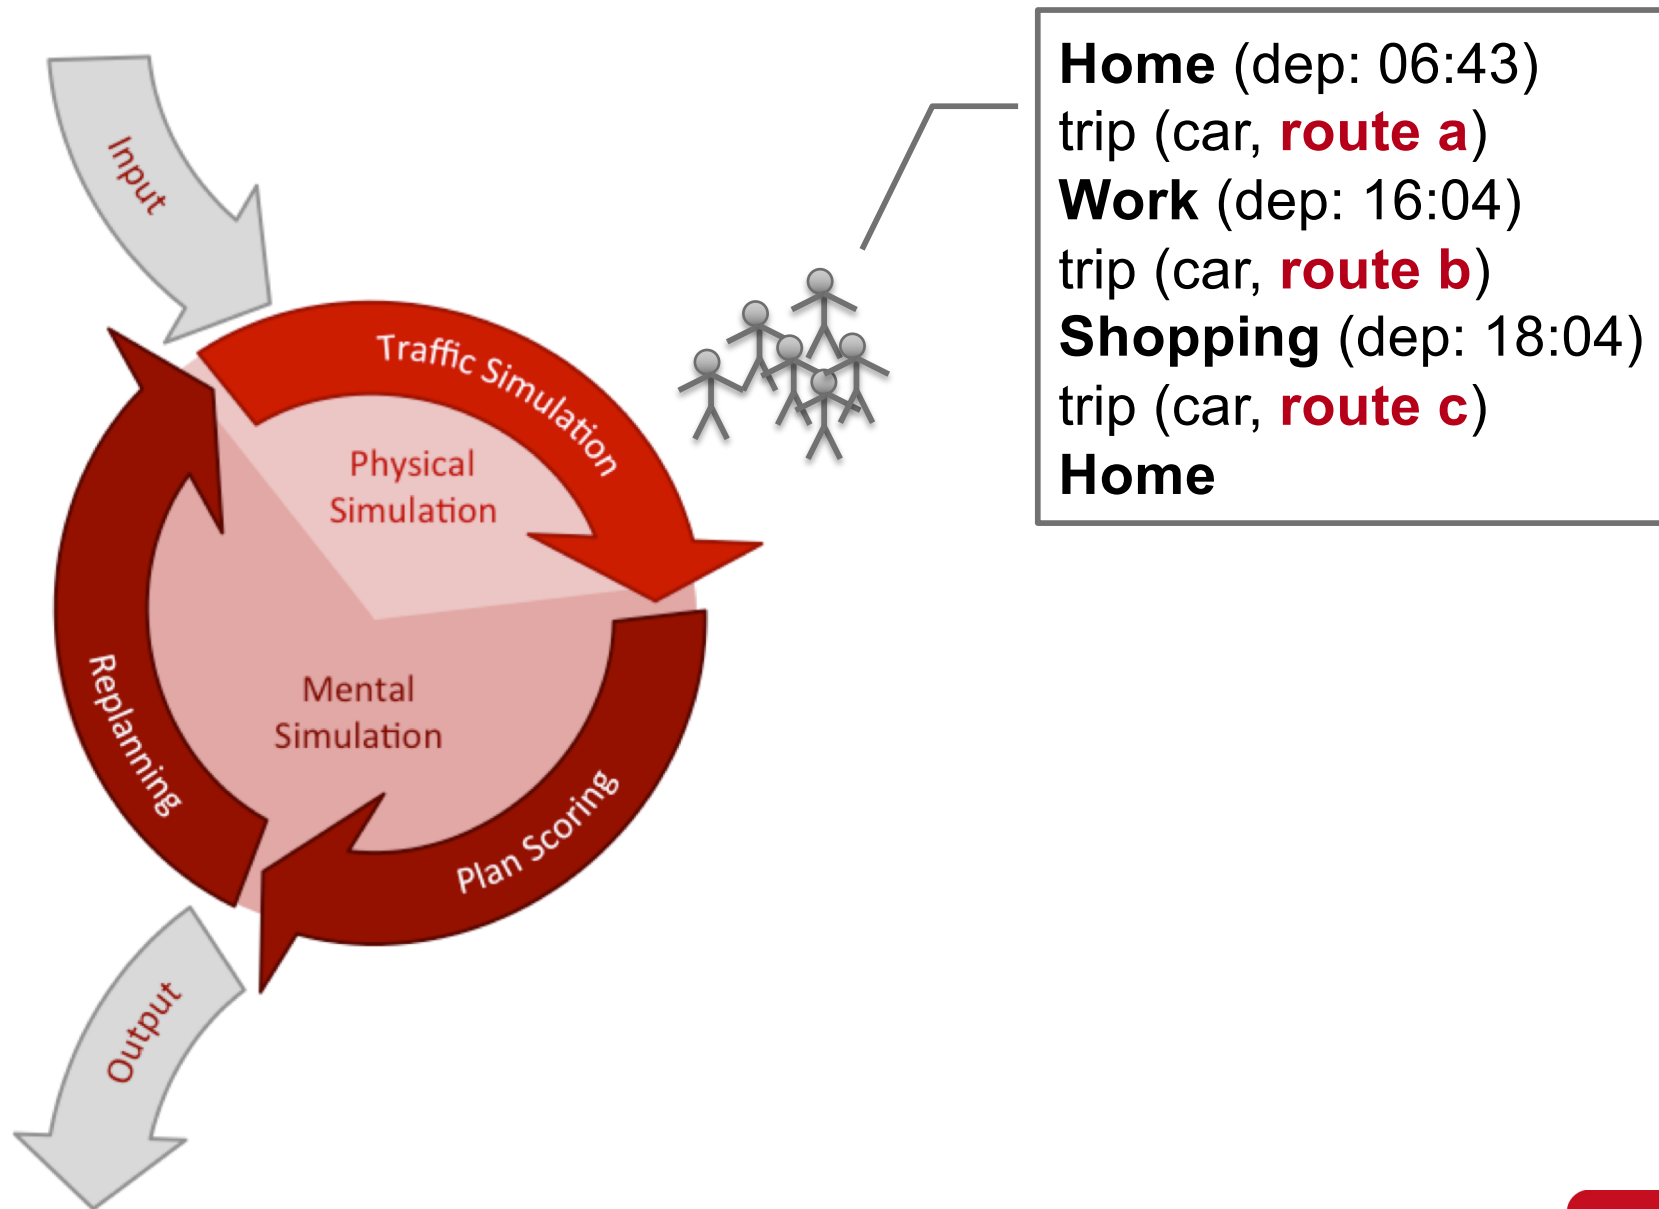 Input
Traffic Simulation
Physical
Simulation
Mental
Simulation
Replanning
Plan Scoring
Output
Home (dep: 06:43)
trip (car, route a)
Work (dep: 16:04)
trip (car, route b)
Shopping (dep: 18:04)
trip (car, route c)
Home